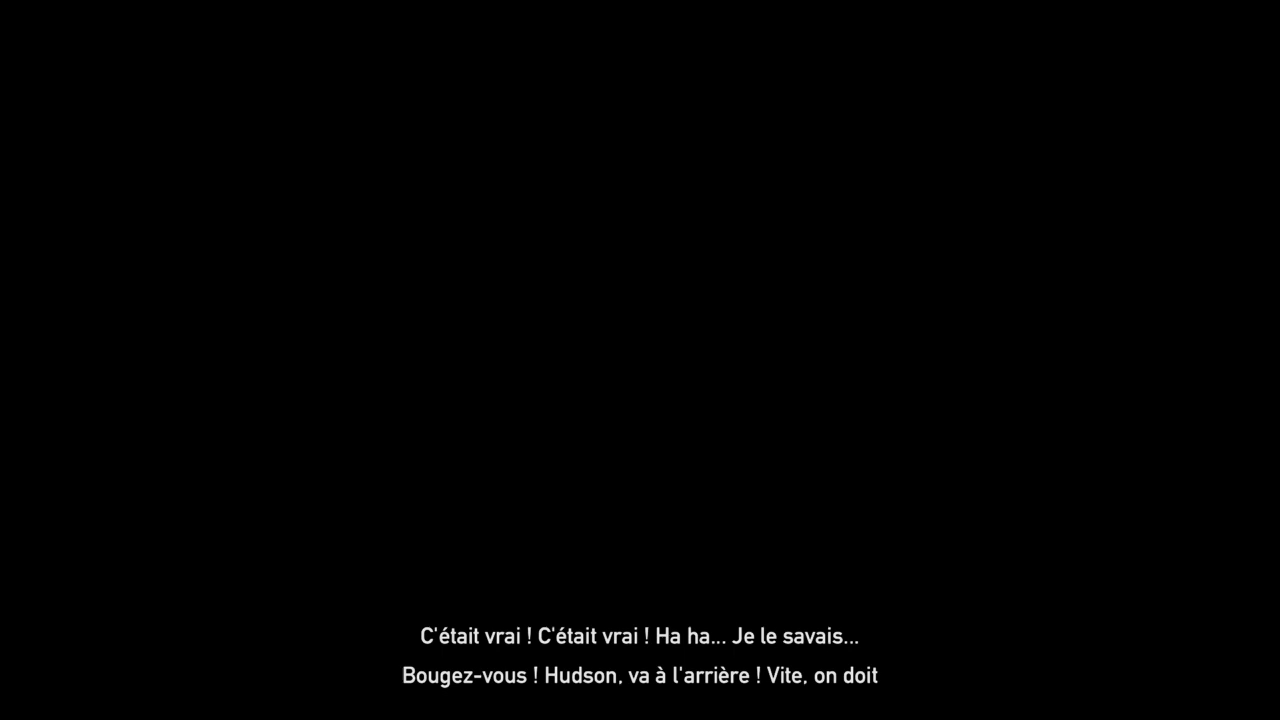 C'était vrai ! C'était vrai ! Ha ha... Je le savais...
Bougez-vous ! Hudson, va à l'arrière ! Vite, on doit